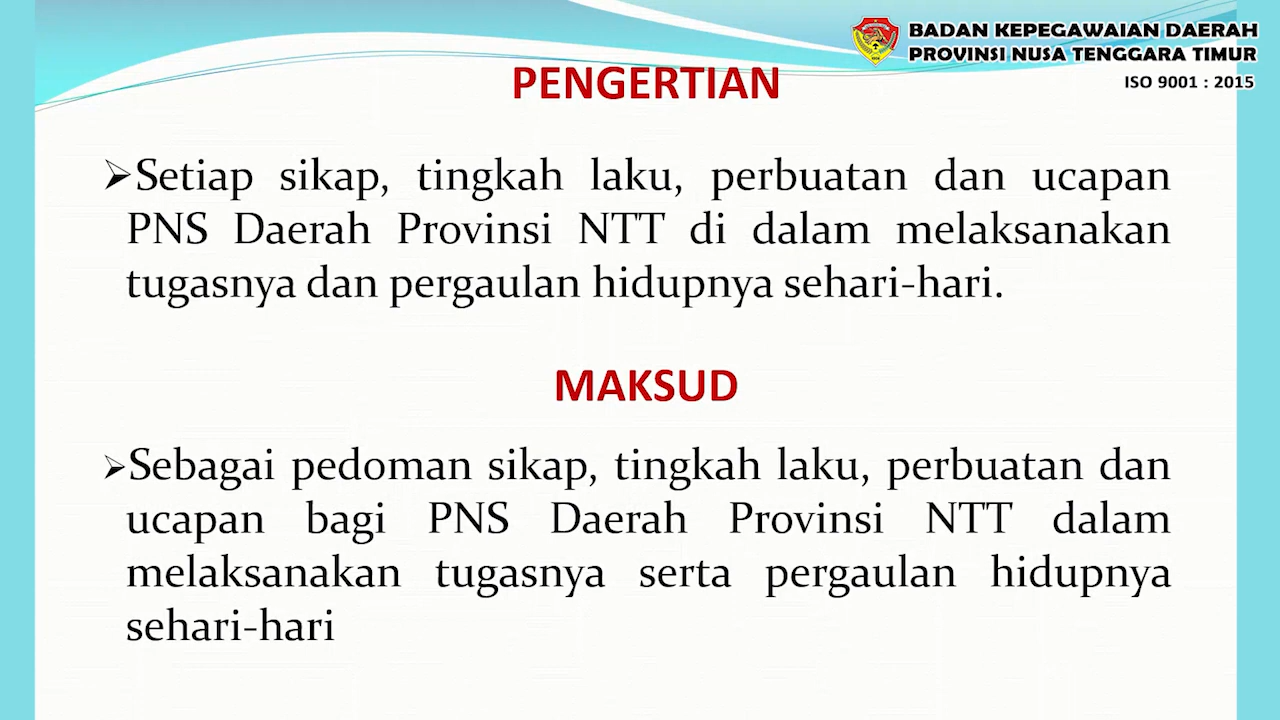 BADAN KEPEGAWAIAN DAERAH
PROVINSI NUSA TENGGARA TIMUR
ISO 9001 : 2015
PENGERTIAN
➢Setiap sikap, tingkah laku, perbuatan dan ucapan
PNS Daerah Provinsi NTT di dalam melaksanakan
tugasnya dan pergaulan hidupnya sehari-hari.
MAKSUD
➢Sebagai pedoman sikap, tingkah laku, perbuatan dan
ucapan bagi PNS Daerah Provinsi NTT dalam
melaksanakan tugasnya serta pergaulan hidupnya
sehari-hari